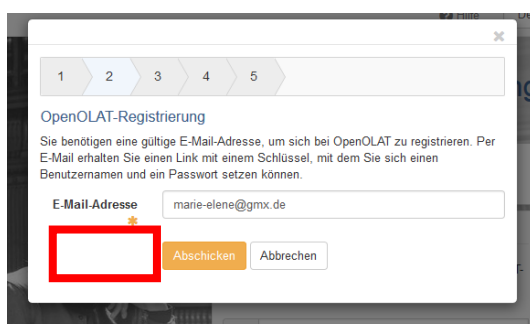 Hilfe
1 2 3 4 5
OpenOLAT-Registrierung
Sie benötigen eine gültige E-Mail-Adresse, um sich bei OpenOLAT zu registrieren. Per
E-Mail erhalten Sie einen Link mit einem Schlüssel, mit dem Sie sich einen
Benutzernamen und ein Passwort setzen können.
E-Mail-Adresse marie-elene@gmx.de
Abschicken Abbrechen